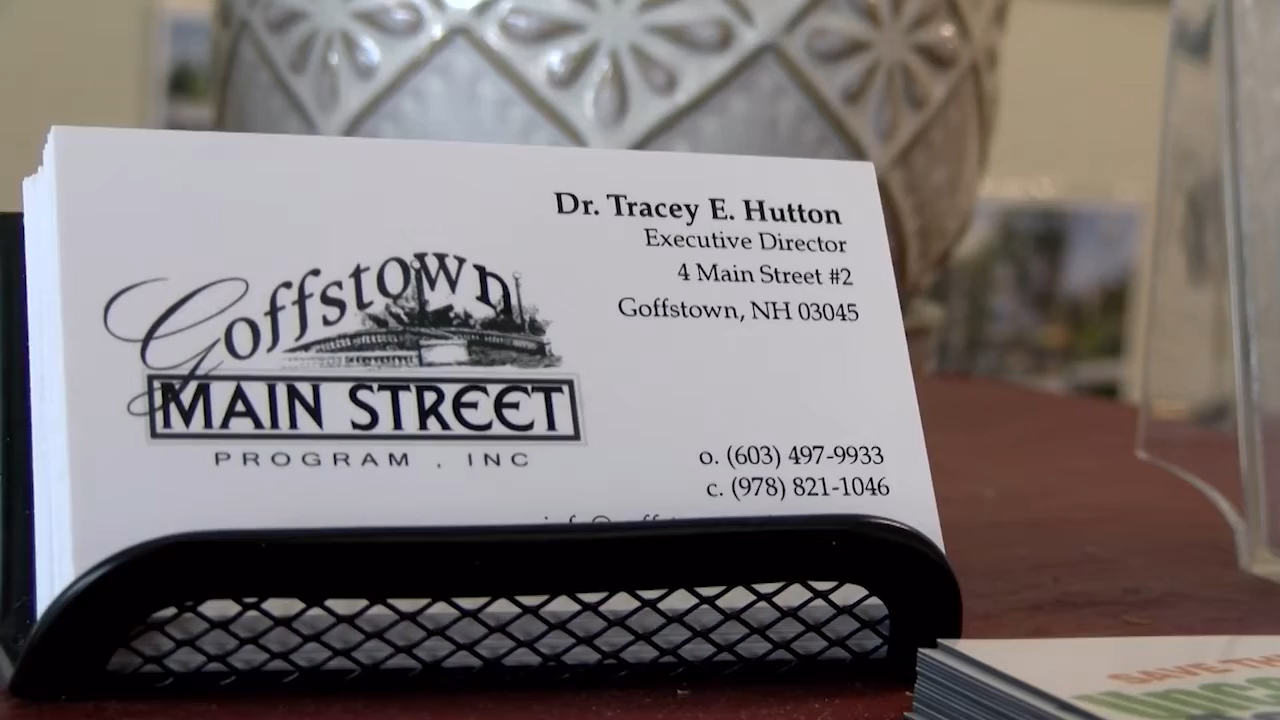 Dr. Tracey E. Hutton
Executive Director
4 Main Street #2
Goffstown, NH 03045
Goffstown
MAIN STREET
PROGRAM, INC
o. (603) 497-9933
c. (978) 821-1046